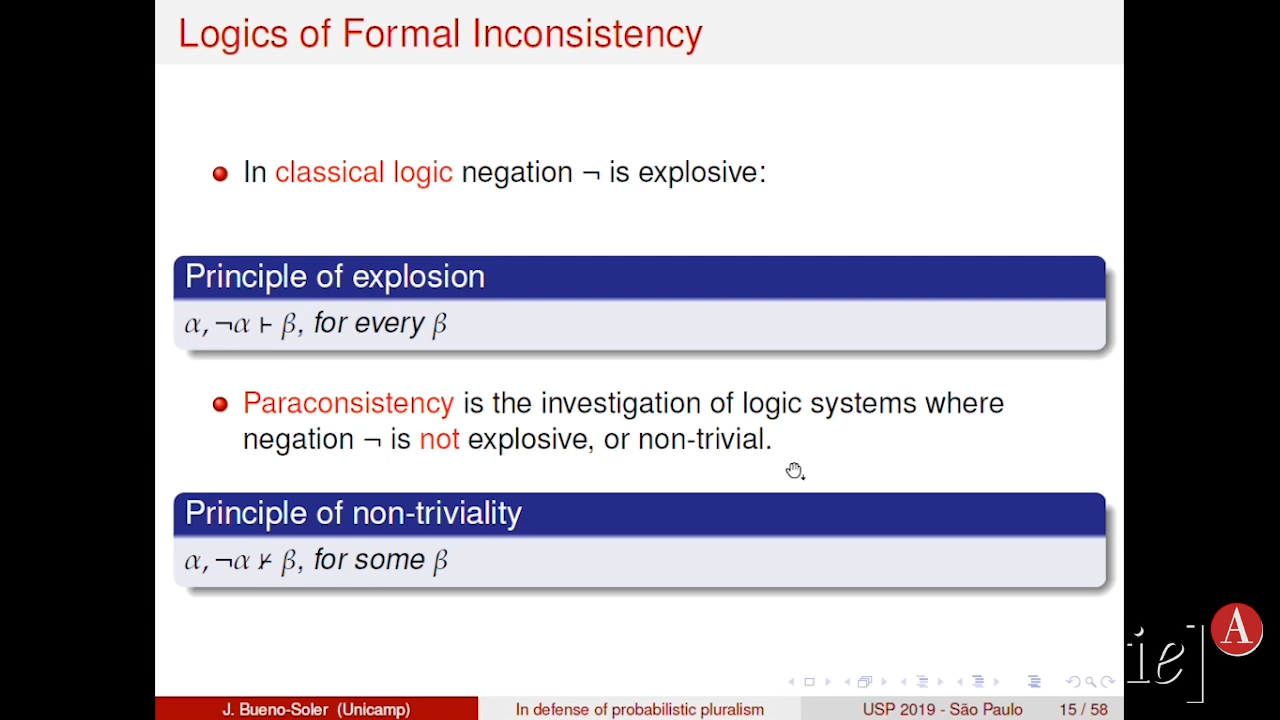 Logics of Formal Inconsistency
In classical logic negation ¬ is explosive:
Principle of explosion
α, ¬α ⊢ β, for every β
Paraconsistency is the investigation of logic systems where
negation ¬ is not explosive, or non-trivial.
Principle of non-triviality
α, ¬α ⊬ β, for some β
ie]
A
J. Bueno-Soler (Unicamp)
In defense of probabilistic pluralism
USP 2019 - São Paulo
15 / 58